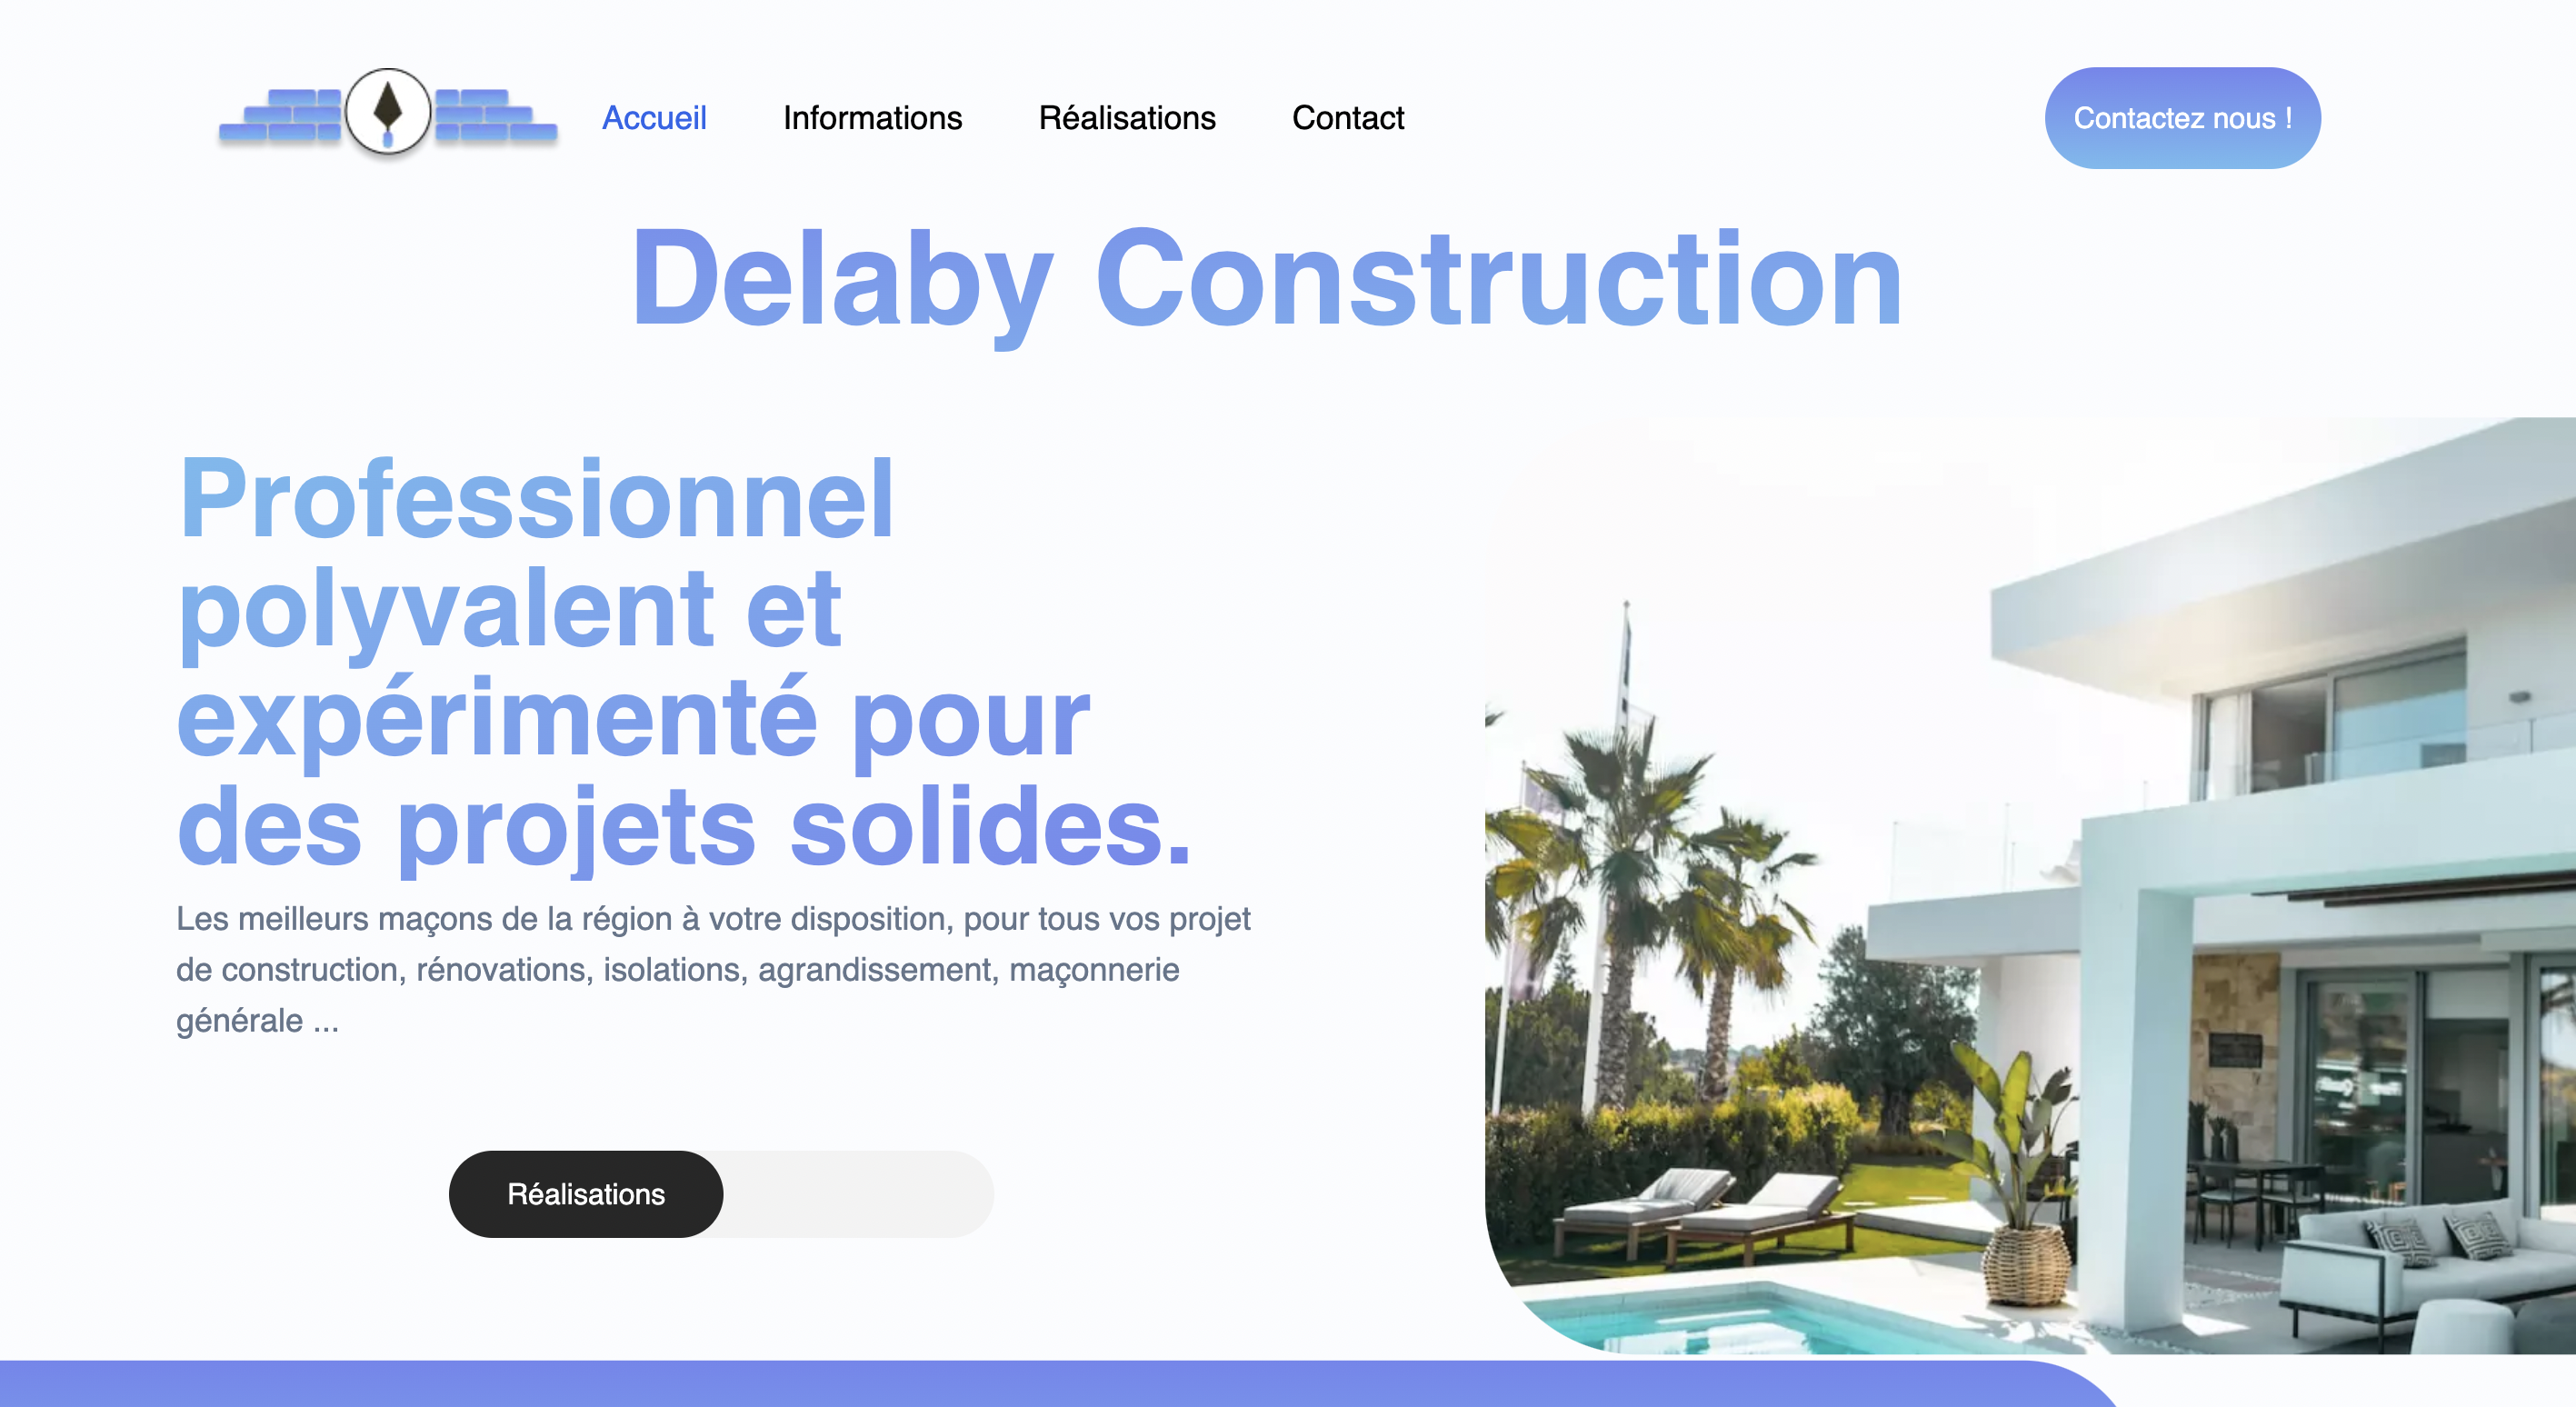 Accueil
Informations
Réalisations
Contact
Contactez nous !
Delaby Construction
Professionnel
polyvalent et
expérimenté pour
des projets solides.
Les meilleurs maçons de la région à votre disposition, pour tous vos projet
de construction, rénovations, isolations, agrandissement, maçonnerie
générale ...
Réalisations